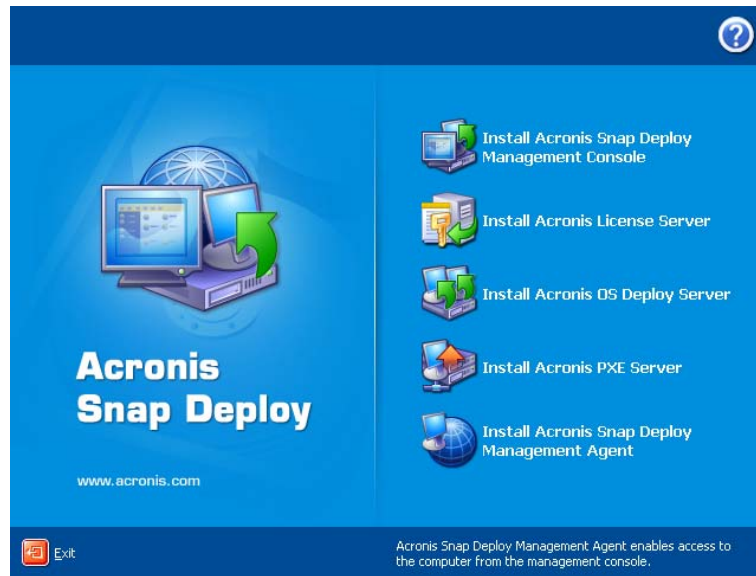 Acronis
Snap Deploy
www.acronis.com
Install Acronis Snap Deploy
Management Console
Install Acronis License Server
Install Acronis OS Deploy Server
Install Acronis PXE Server
Install Acronis Snap Deploy
Management Agent
Exit
Acronis Snap Deploy Management Agent enables access to
the computer from the management console.